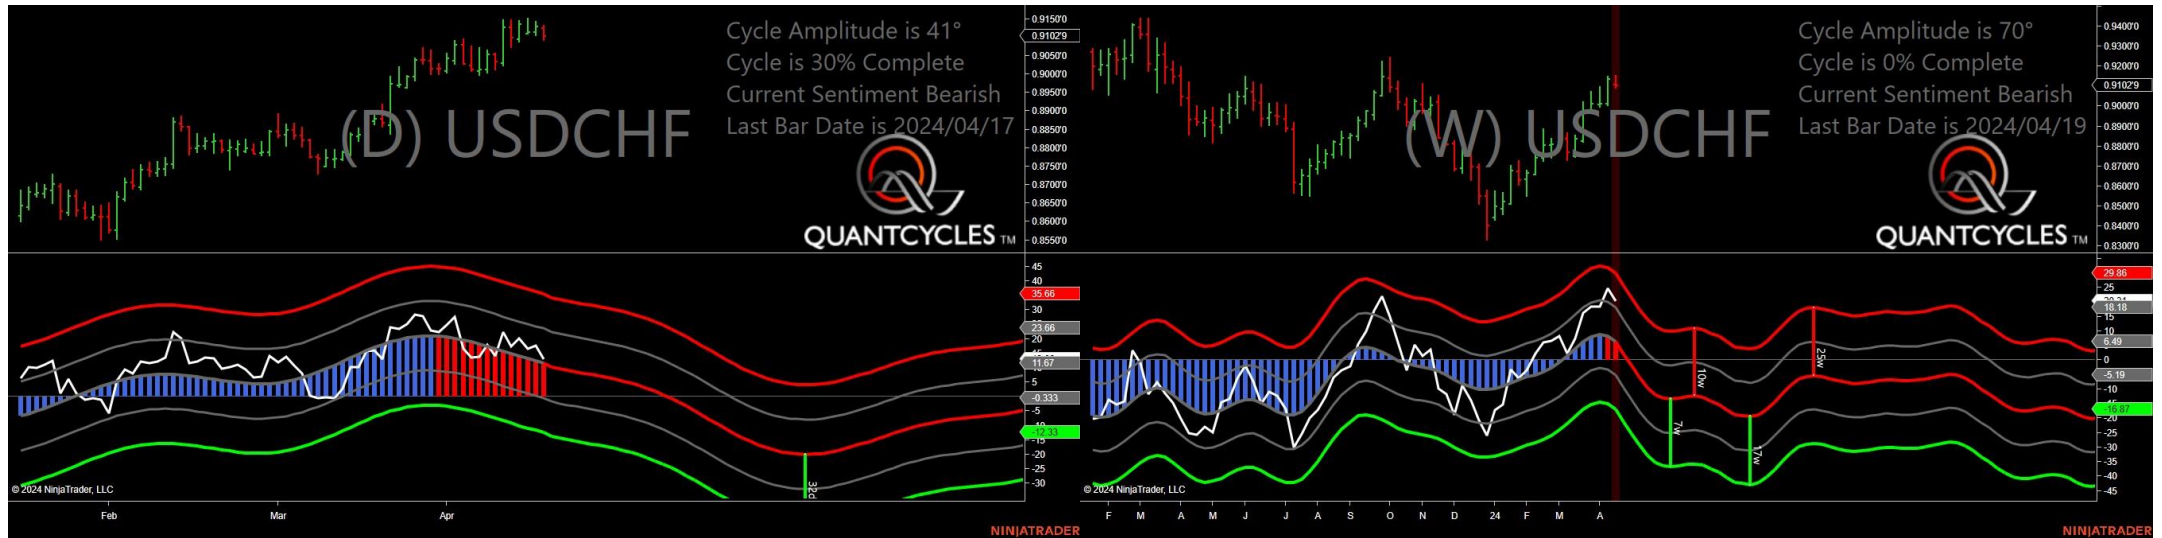 Cycle Amplitude is 41°
Cycle is 30% Complete
Current Sentiment Bearish
Last Bar Date is 2024/04/17
(D) USDCHF
QUANTCYCLES TM
0.9150'0
0.9102'9
0.9050'0
0.9000'0
0.8950'0
0.8900'0
0.8850'0
0.8800'0
0.8750'0
0.8700'0
0.8650'0
0.8600'0
0.8550'0
45
40
35.66
30
23.66
20
11.67
5
-0.333
-5
-12.33
-20
-25
-30
32d
© 2024 NinjaTrader, LLC
Feb Mar Apr
NINJATRADER
Cycle Amplitude is 70°
Cycle is 0% Complete
Current Sentiment Bearish
Last Bar Date is 2024/04/19
(W) USDCHF
QUANTCYCLES TM
0.9400'0
0.9300'0
0.9200'0
0.9102'9
0.9000'0
0.8900'0
0.8800'0
0.8700'0
0.8600'0
0.8500'0
0.8400'0
0.8300'0
29.86
25
18.18
15
10
6.49
0
-5.19
-10
-16.87
-25
-30
-35
-40
-45
7w
10w
17w
25w
© 2024 NinjaTrader, LLC
F M A M J J A S O N D 24 F M A
NINJATRADER